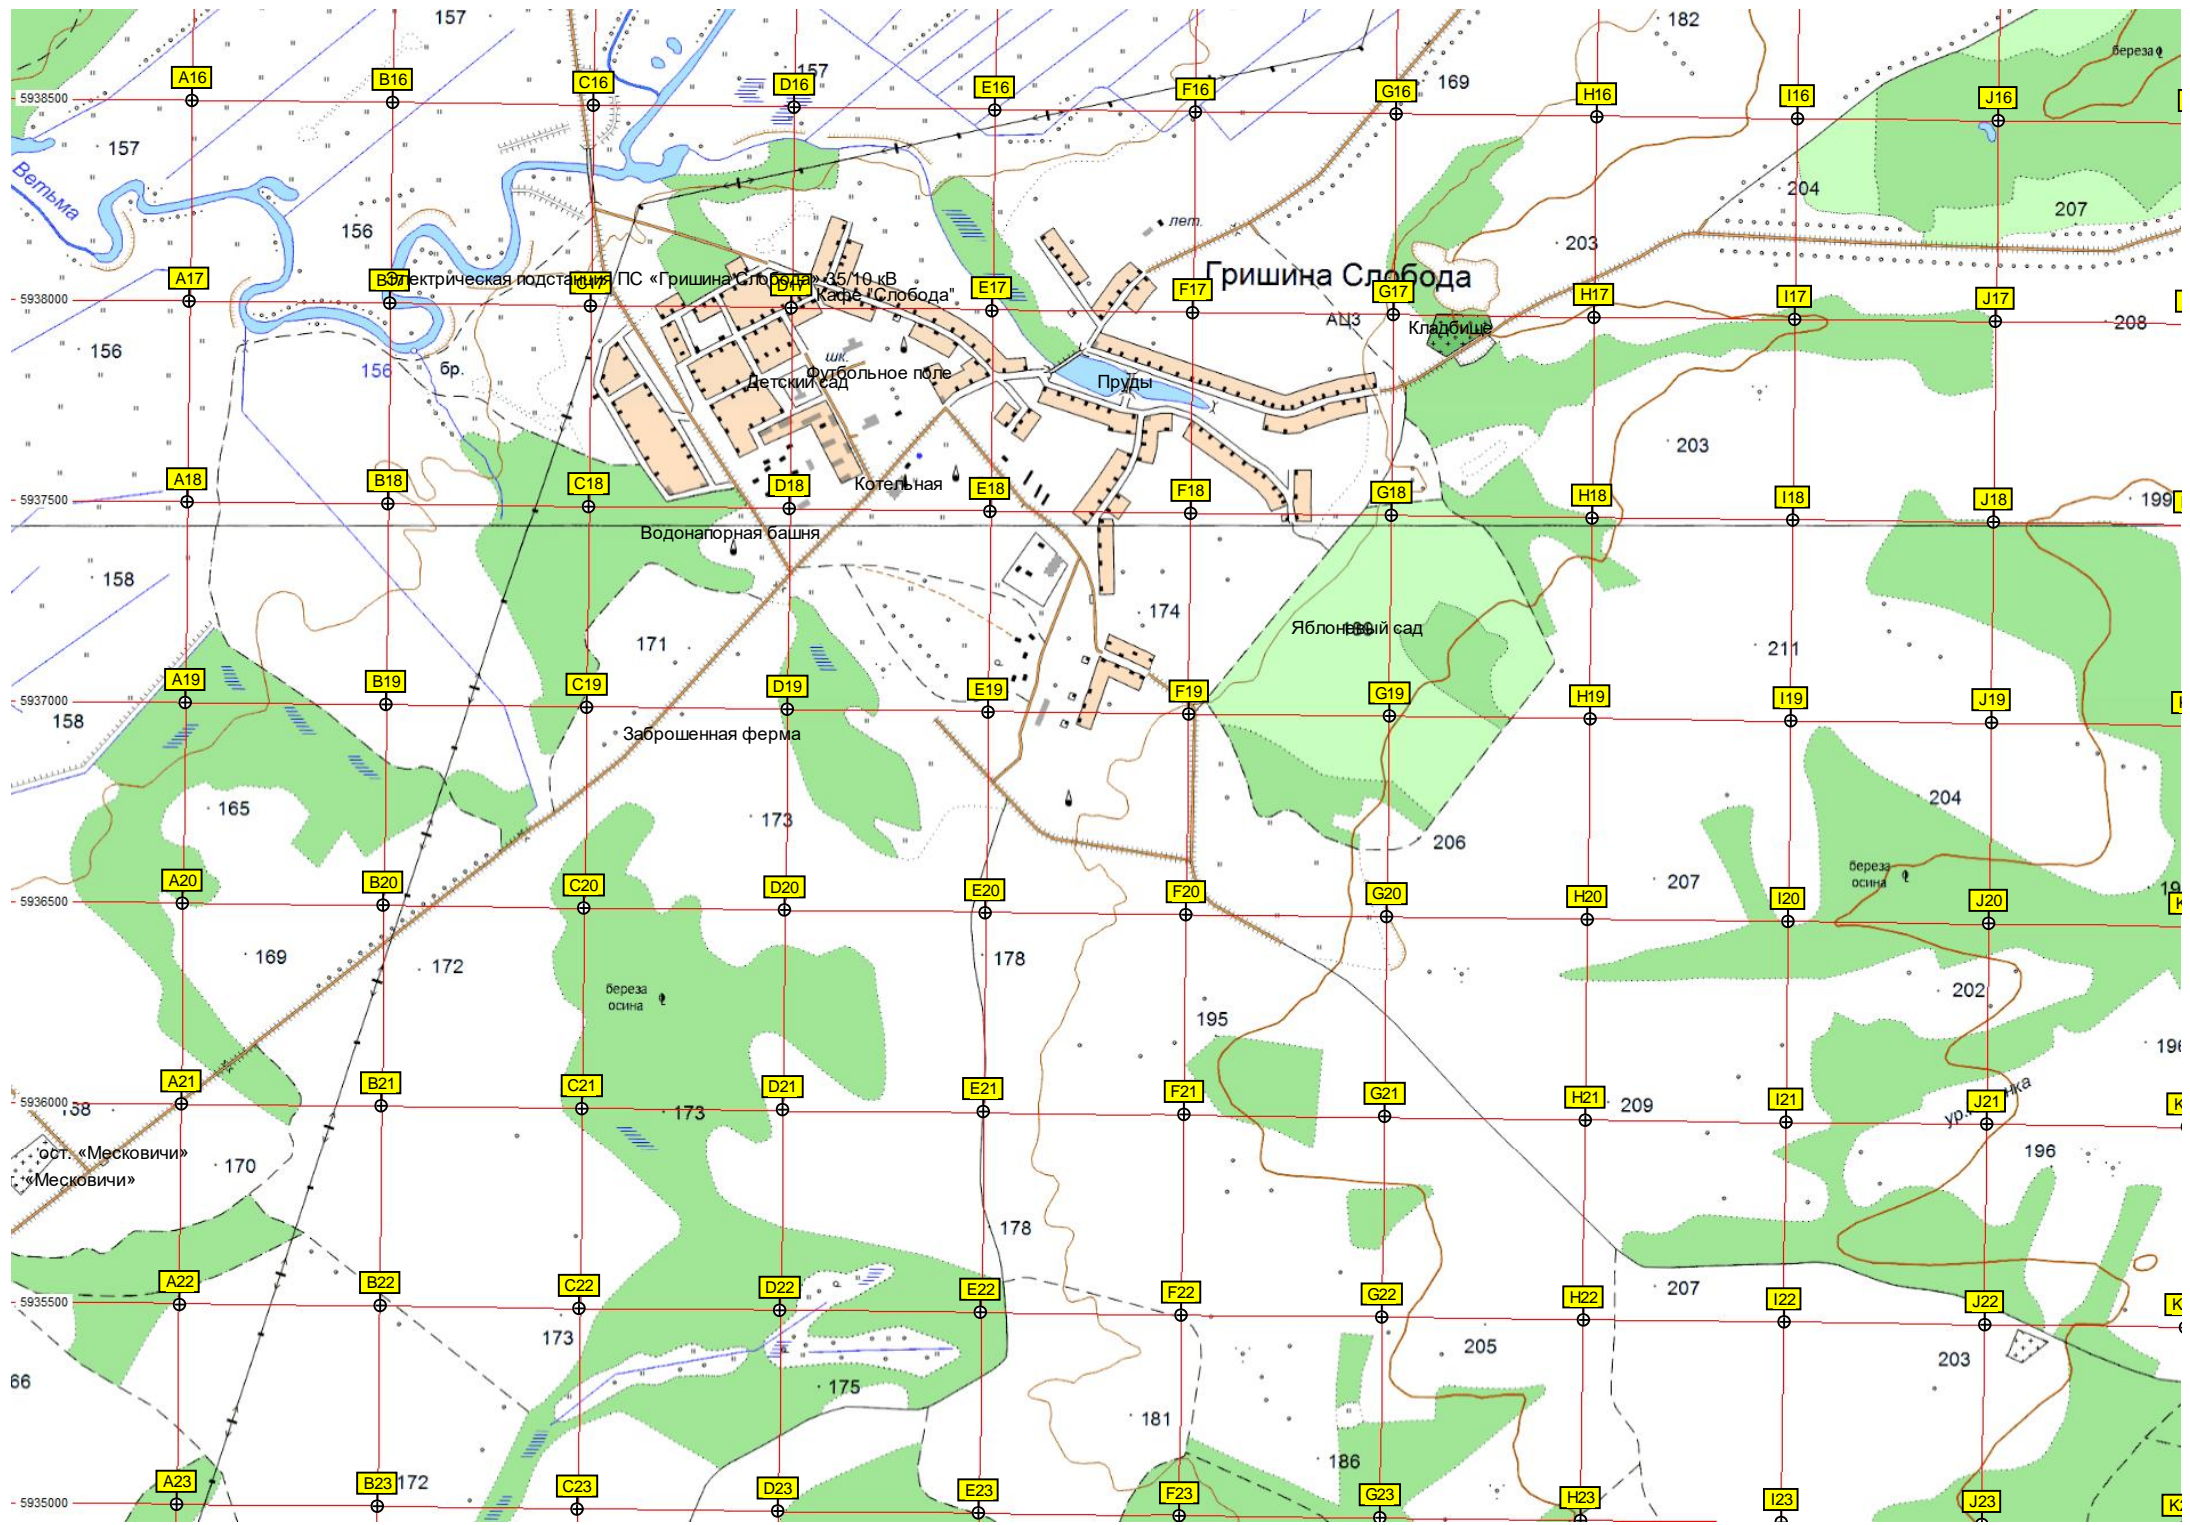 157
182
береза
A16
B16
C16
D16
157
E16
F16
G16
169
H16
I16
J16
5938500
157
Ветьма
204
207
156
лет.
203
Гришина Слобода
A17
Электрическая подстанция ПС «Гришина Слобода» 35/10 кВ
D17
Кафе "Слобода"
E17
F17
G17
H17
I17
J17
5938000
АЦЗ
Кладбище
208
156
156
бр.
шк.
Футбольное поле
Детский сад
Пруды
203
A18
B18
C18
D18
Котельная
E18
F18
G18
H18
I18
J18
199
5937500
Водонапорная башня
158
174
171
Яблоневый сад
211
A19
B19
C19
D19
E19
F19
G19
H19
I19
J19
5937000
158
Заброшенная ферма
165
173
204
206
береза
осина
207
A20
B20
C20
D20
E20
F20
G20
H20
I20
J20
5936500
169
172
178
202
береза
осина
195
A21
B21
C21
D21
E21
F21
G21
H21
I21
J21
5936000
173
209
196
ост. «Месковичи»
170
«Месковичи»
178
A22
B22
C22
D22
E22
F22
G22
H22
I22
J22
207
5935500
173
205
203
66
175
181
186
A23
B23
172
C23
D23
E23
F23
G23
H23
I23
J23
5935000